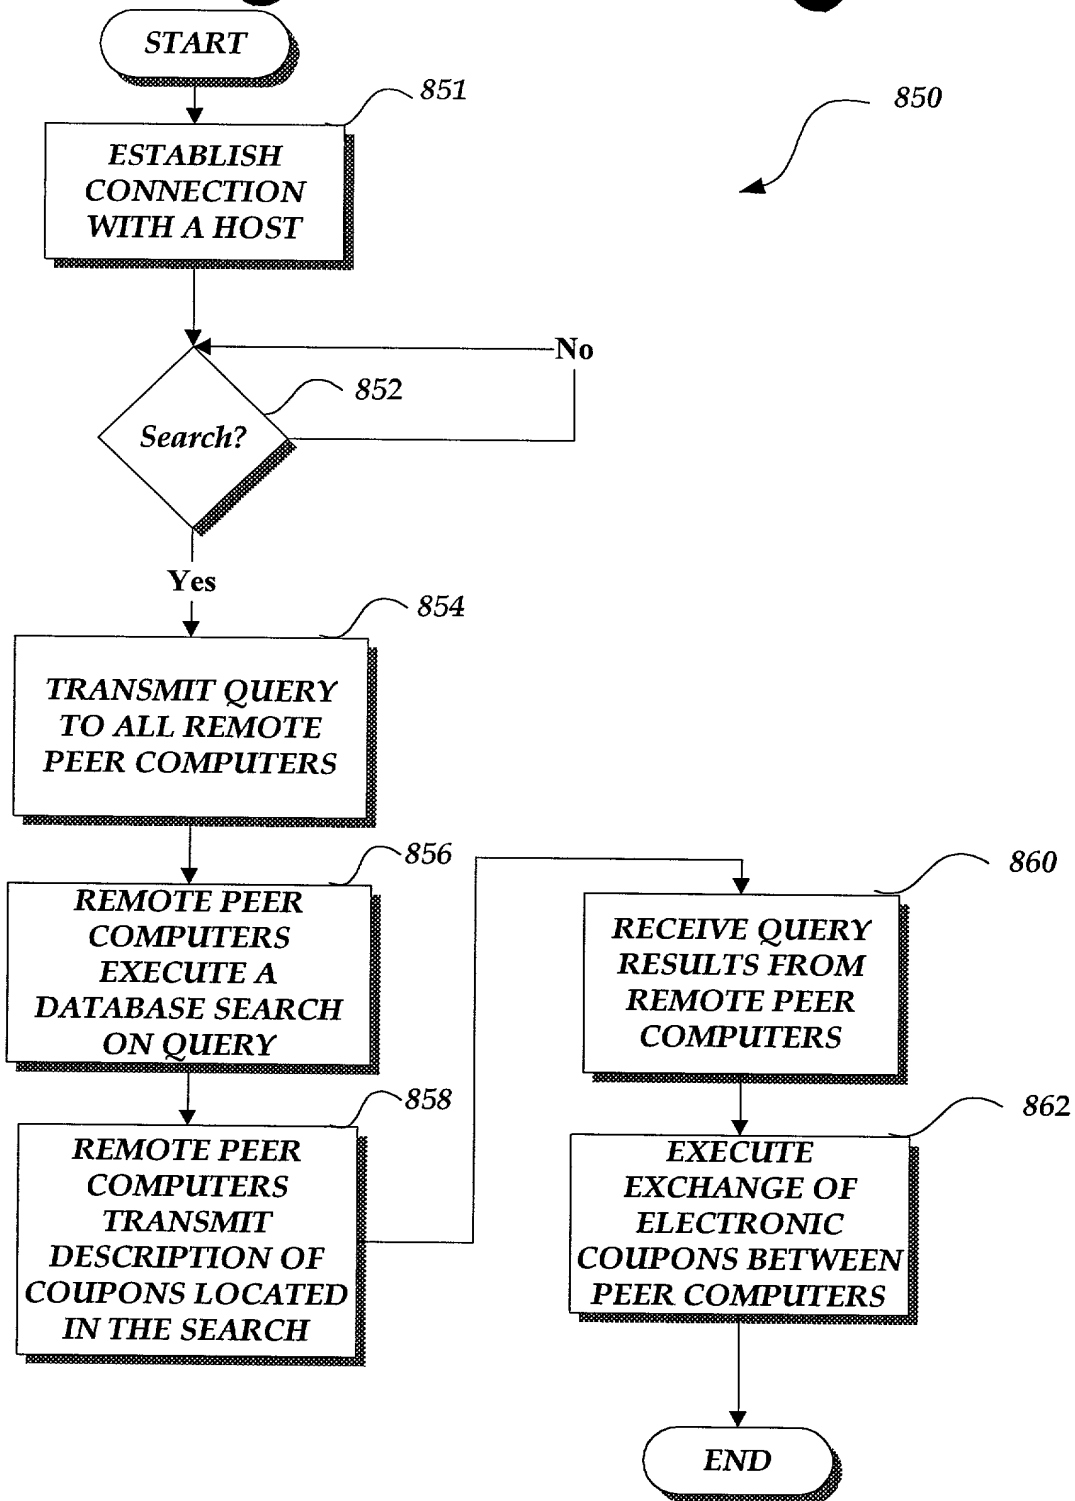 START
851
850
ESTABLISH
CONNECTION
WITH A HOST
No
852
Search?
Yes
854
TRANSMIT QUERY
TO ALL REMOTE
PEER COMPUTERS
856
REMOTE PEER
COMPUTERS
EXECUTE A
DATABASE SEARCH
ON QUERY
858
REMOTE PEER
COMPUTERS
TRANSMIT
DESCRIPTION OF
COUPONS LOCATED
IN THE SEARCH
860
RECEIVE QUERY
RESULTS FROM
REMOTE PEER
COMPUTERS
862
EXECUTE
EXCHANGE OF
ELECTRONIC
COUPONS BETWEEN
PEER COMPUTERS
END